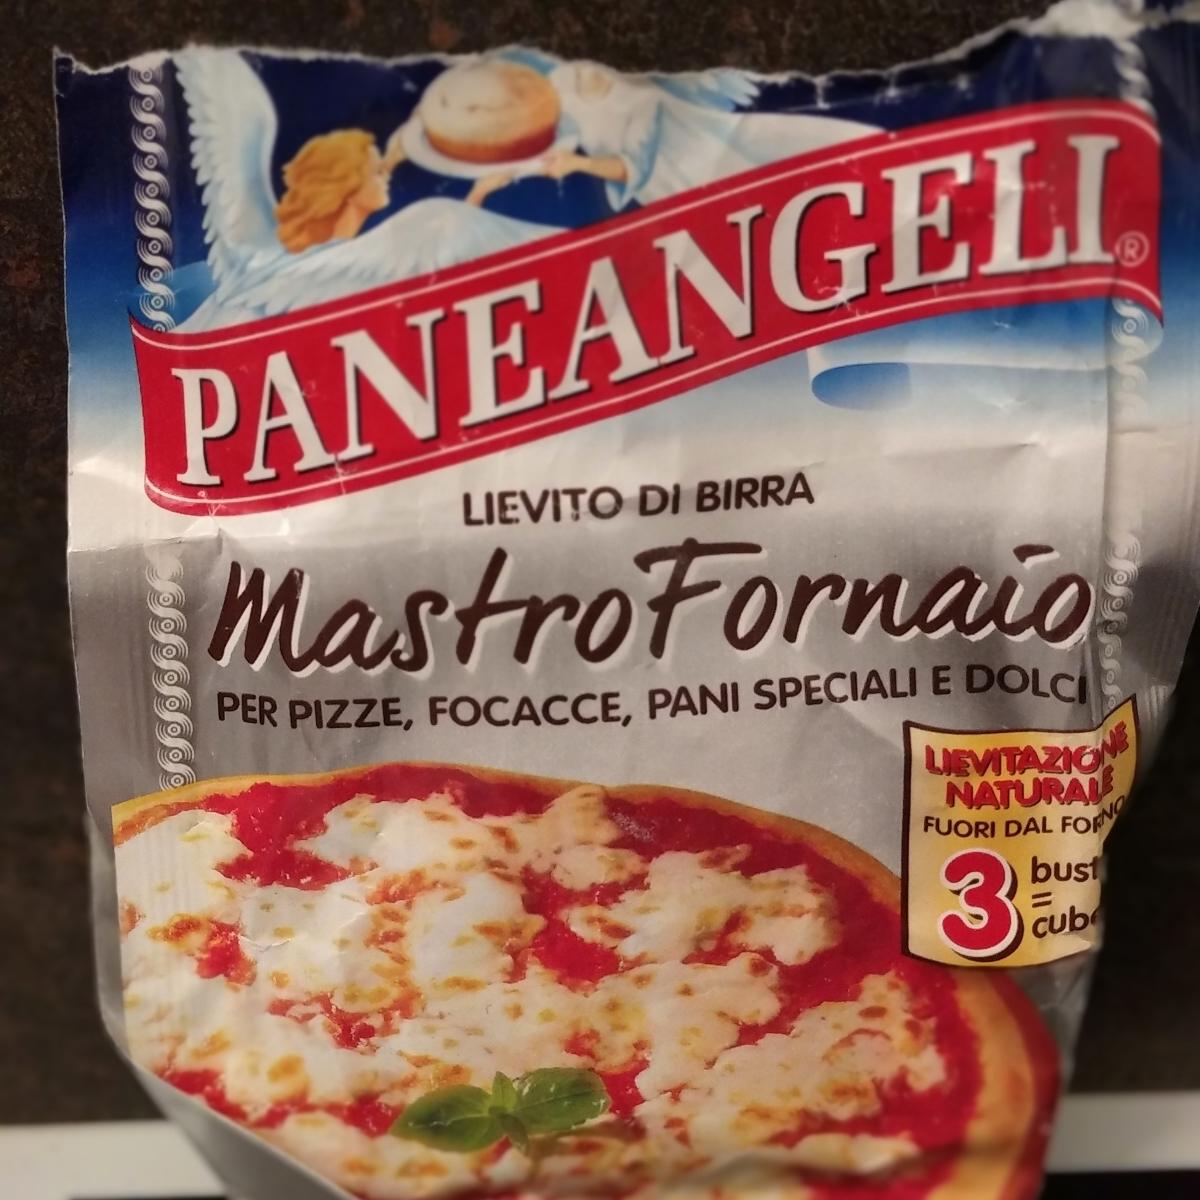 PANEANGELI®
LIEVITO DI BIRRA
MastroFornaio
PER PIZZE, FOCACCE, PANI SPECIALI E DOLCI
LIEVITAZIONE
NATURALE
FUORI DAL FORNO
3
=